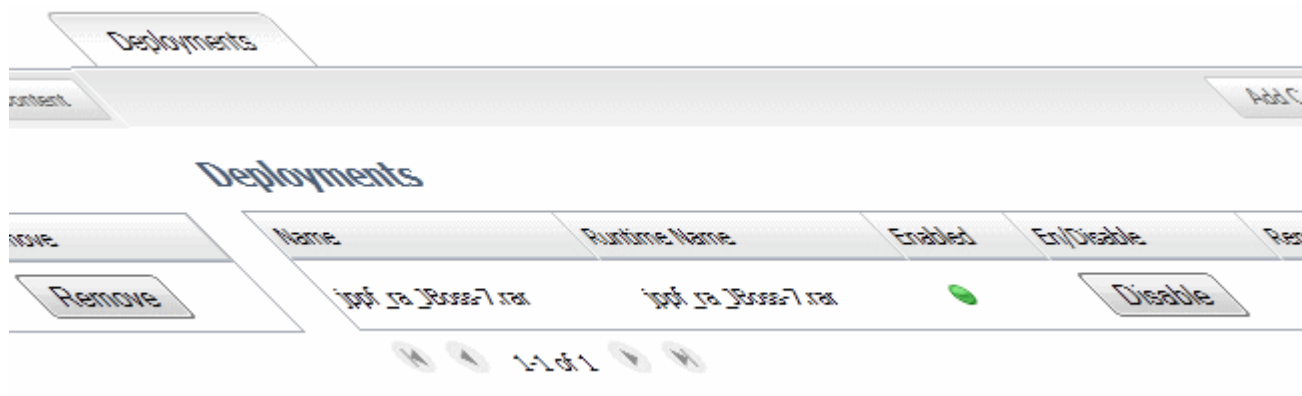 Deployments
ontent Add C
Deployments
nove Name Runtime Name Enabled En/Disable Rem
Remove jppf_ra_JBoss-7.rar jppf_ra_JBoss-7.rar Disable
1-1 of 1